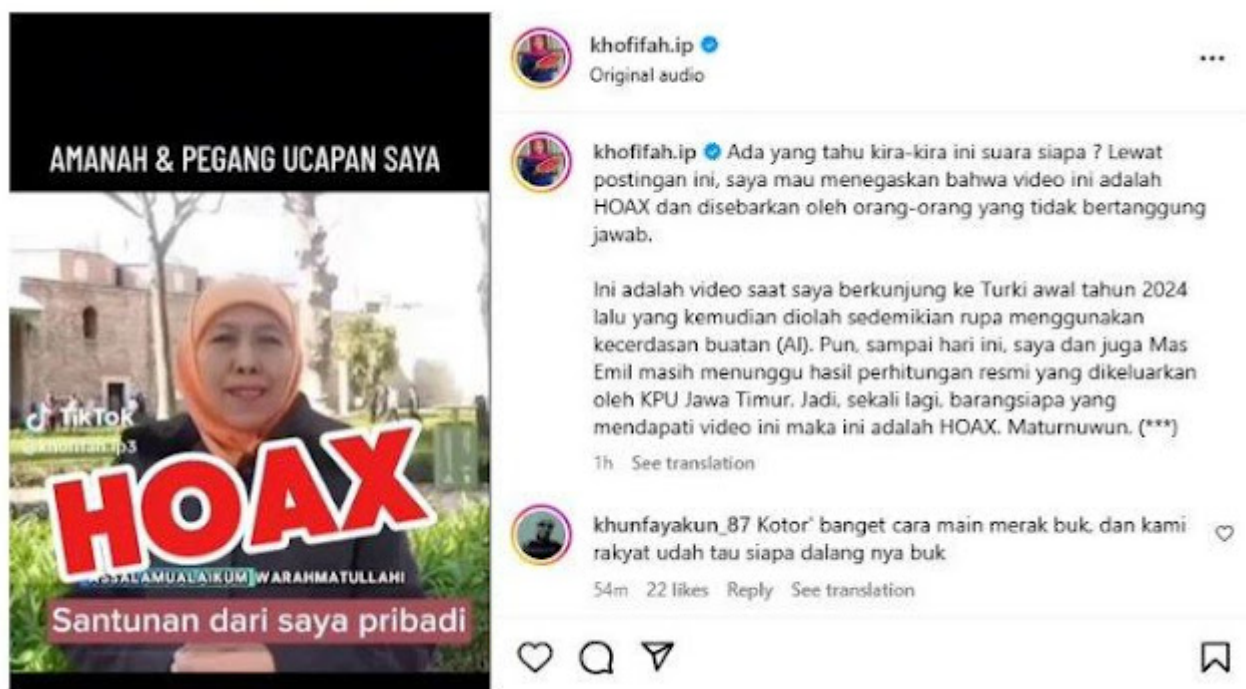 AMANAH & PEGANG UCAPAN SAYA
TikTok
HOAX
ASSALAMUALAIKUM WARAHMATULLAHI
Santunan dari saya pribadi
khofifah.ip
Original audio
khofifah.ip Ada yang tahu kira-kira ini suara siapa ? Lewat
postingan ini, saya mau menegaskan bahwa video ini adalah
HOAX dan disebarkan oleh orang-orang yang tidak bertanggung
jawab.
Ini adalah video saat saya berkunjung ke Turki awal tahun 2024
lalu yang kemudian diolah sedemikian rupa menggunakan
kecerdasan buatan (AI). Pun, sampai hari ini, saya dan juga Mas
Emil masih menunggu hasil perhitungan resmi yang dikeluarkan
oleh KPU Jawa Timur. Jadi, sekali lagi, barangsiapa yang
mendapati video ini maka ini adalah HOAX. Maturnuwun. (***)
1h See translation
khunfayakun_87 Kotor' banget cara main merak buk, dan kami
rakyat udah tau siapa dalang nya buk
54m 22 likes Reply See translation